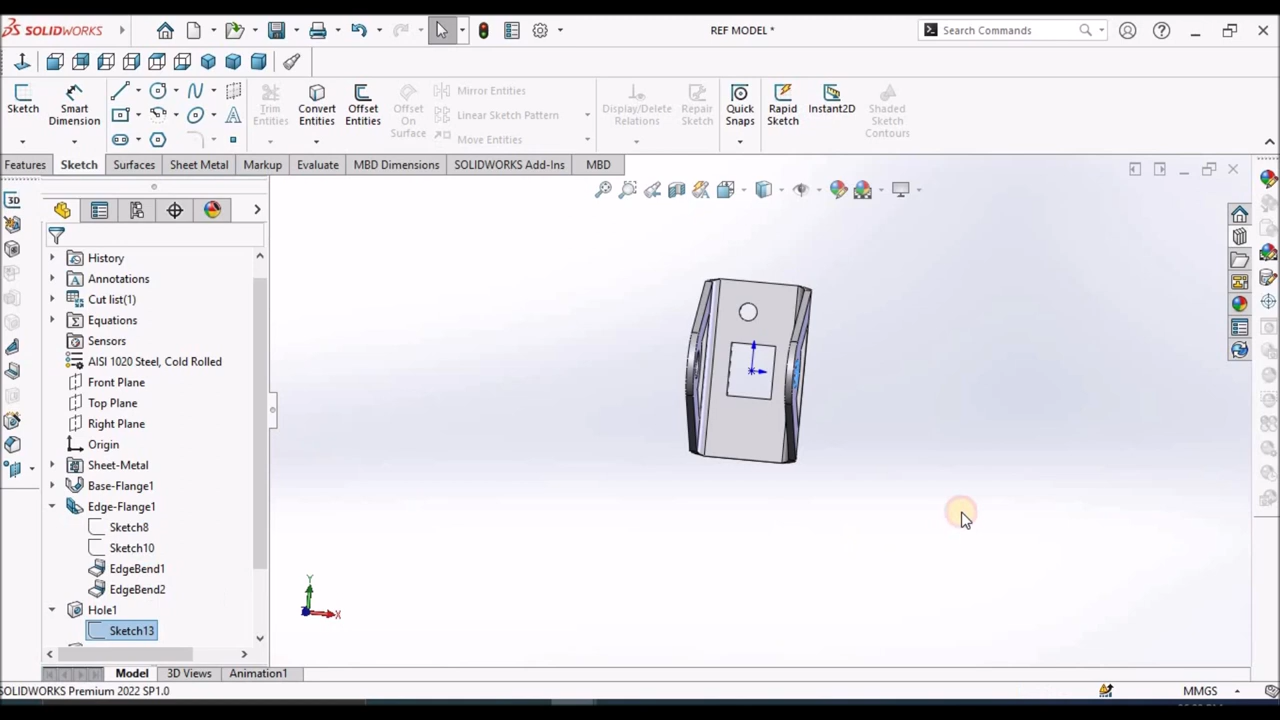 SOLIDWORKS
REF MODEL *
Search Commands
Sketch
Smart Dimension
Trim Entities
Convert Entities
Offset Entities
Offset On Surface
Mirror Entities
Linear Sketch Pattern
Move Entities
Display/Delete Relations
Repair Sketch
Quick Snaps
Rapid Sketch
Instant2D
Shaded Sketch Contours
Features
Sketch
Surfaces
Sheet Metal
Markup
Evaluate
MBD Dimensions
SOLIDWORKS Add-Ins
MBD
3D
History
Annotations
Cut list(1)
Equations
Sensors
AISI 1020 Steel, Cold Rolled
Front Plane
Top Plane
Right Plane
Origin
Sheet-Metal
Base-Flange1
Edge-Flange1
Sketch8
Sketch10
EdgeBend1
EdgeBend2
Hole1
Sketch13
Y
X
Model
3D Views
Animation1
SOLIDWORKS Premium 2022 SP1.0
MMGS